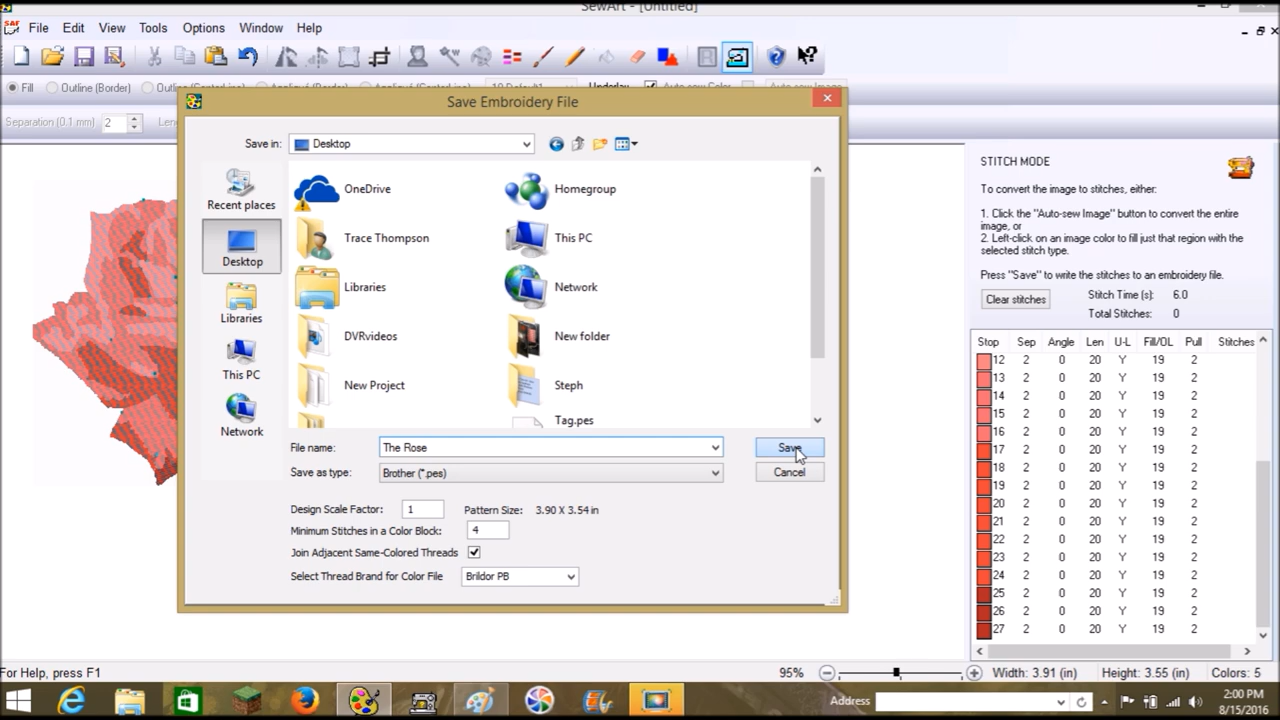 SewArt - [Untitled]
File Edit View Tools Options Window Help
Fill Outline (Border) Underlay Auto-sew Color
Separation (0.1 mm) 2
Save Embroidery File
Save in: Desktop
Recent places
Desktop
Libraries
This PC
Network
OneDrive Homegroup
Trace Thompson This PC
Libraries Network
DVRvideos New folder
New Project Steph
Tag.pes
File name: The Rose Save
Save as type: Brother (*.pes) Cancel
Design Scale Factor: 1 Pattern Size: 3.90 X 3.54 in
Minimum Stitches in a Color Block: 4
Join Adjacent Same-Colored Threads
Select Thread Brand for Color File Brildor PB
STITCH MODE
To convert the image to stitches, either:
1. Click the "Auto-sew Image" button to convert the entire
image, or
2. Left-click on an image color to fill just that region with the
selected stitch type.
Press "Save" to write the stitches to an embroidery file.
Clear stitches Stitch Time (s): 6.0
Total Stitches: 0
Stop Sep Angle Len U-L Fill/OL Pull Stitches
12 2 0 20 Y 19 2
13 2 0 20 Y 19 2
14 2 0 20 Y 19 2
15 2 0 20 Y 19 2
16 2 0 20 Y 19 2
17 2 0 20 Y 19 2
18 2 0 20 Y 19 2
19 2 0 20 Y 19 2
20 2 0 20 Y 19 2
21 2 0 20 Y 19 2
22 2 0 20 Y 19 2
23 2 0 20 Y 19 2
24 2 0 20 Y 19 2
25 2 0 20 Y 19 2
26 2 0 20 Y 19 2
27 2 0 20 Y 19 2
For Help, press F1 95% Width: 3.91 (in) Height: 3.55 (in) Colors: 5
Address 2:00 PM
8/15/2016